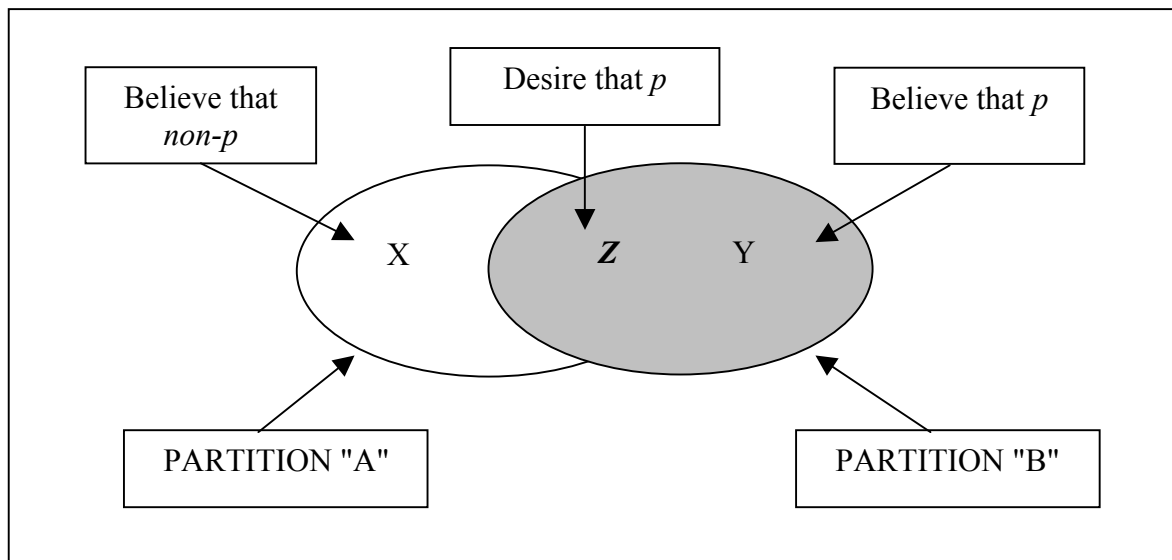 Believe that
non-p
Desire that p
Believe that p
X
Z
Y
PARTITION "A"
PARTITION "B"